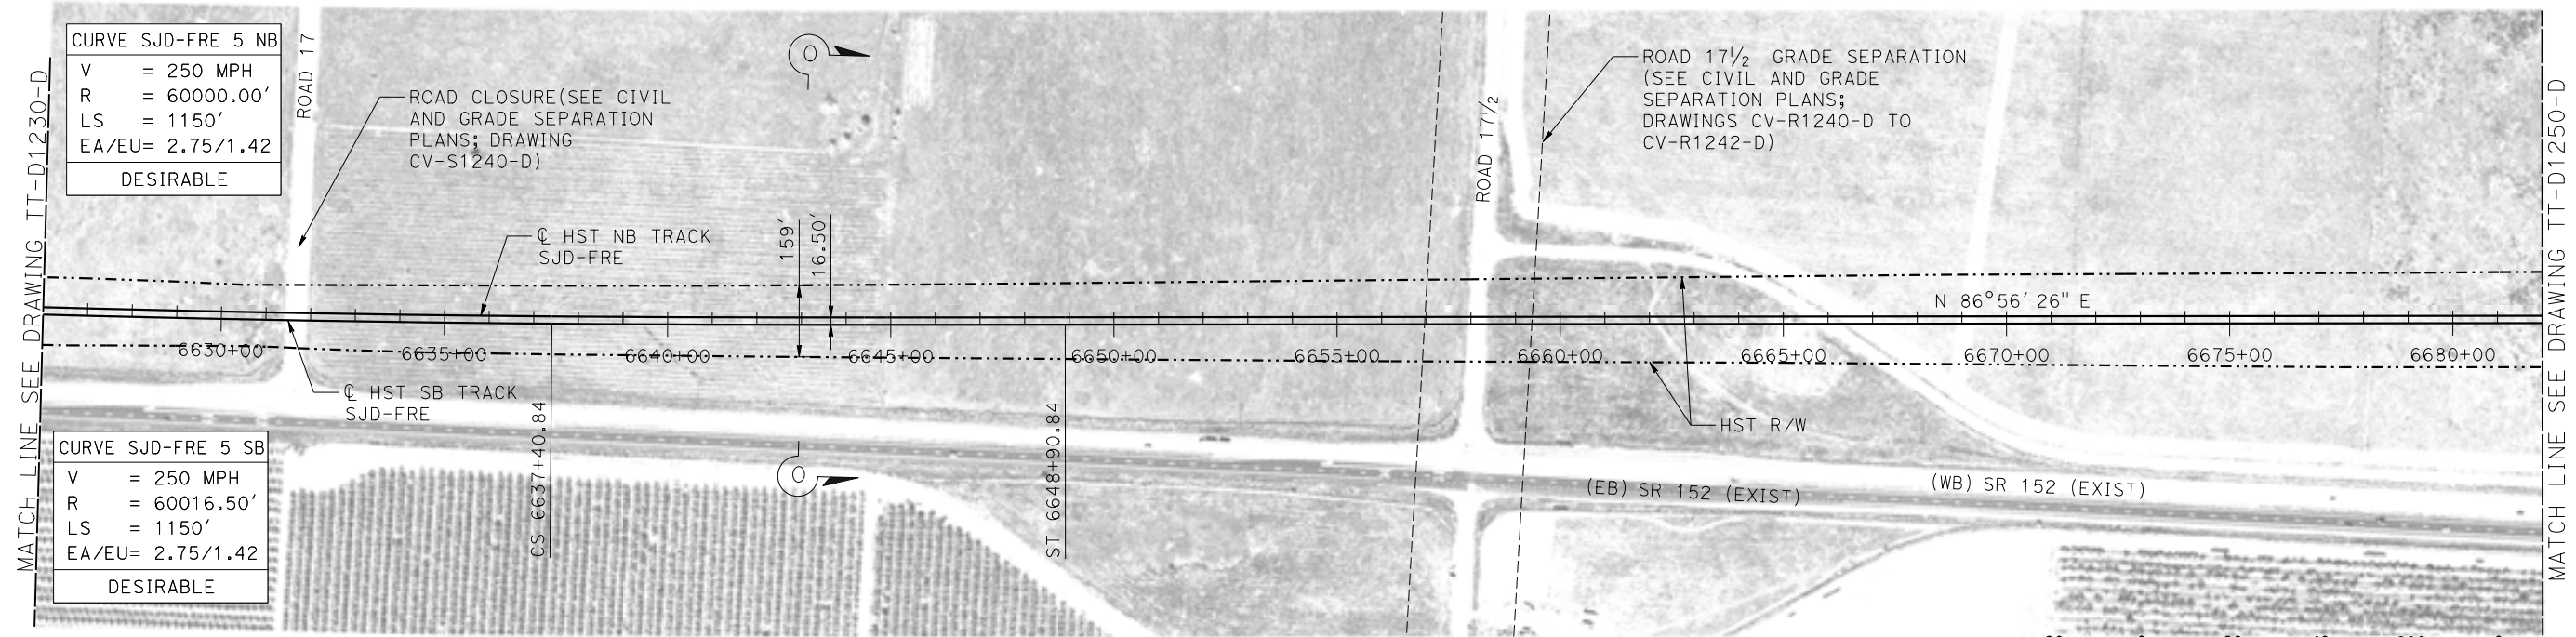 CURVE SJD-FRE 5 NB
V = 250 MPH
R = 60000.00'
LS = 1150'
EA/EU= 2.75/1.42
DESIRABLE
MATCH LINE SEE DRAWING TT-D1230-D
ROAD 17
ROAD CLOSURE(SEE CIVIL
AND GRADE SEPARATION
PLANS; DRAWING
CV-S1240-D)
℄ HST NB TRACK
SJD-FRE
159'
16.50'
ROAD 17½
ROAD 17½ GRADE SEPARATION
(SEE CIVIL AND GRADE
SEPARATION PLANS;
DRAWINGS CV-R1240-D TO
CV-R1242-D)
N 86°56'26" E
MATCH LINE SEE DRAWING TT-D1250-D
6630+00
6635+00
6640+00
6645+00
6650+00
6655+00
6660+00
6665+00
6670+00
6675+00
6680+00
℄ HST SB TRACK
SJD-FRE
CS 6637+40.84
ST 6648+90.84
HST R/W
(EB) SR 152 (EXIST)
(WB) SR 152 (EXIST)
CURVE SJD-FRE 5 SB
V = 250 MPH
R = 60016.50'
LS = 1150'
EA/EU= 2.75/1.42
DESIRABLE